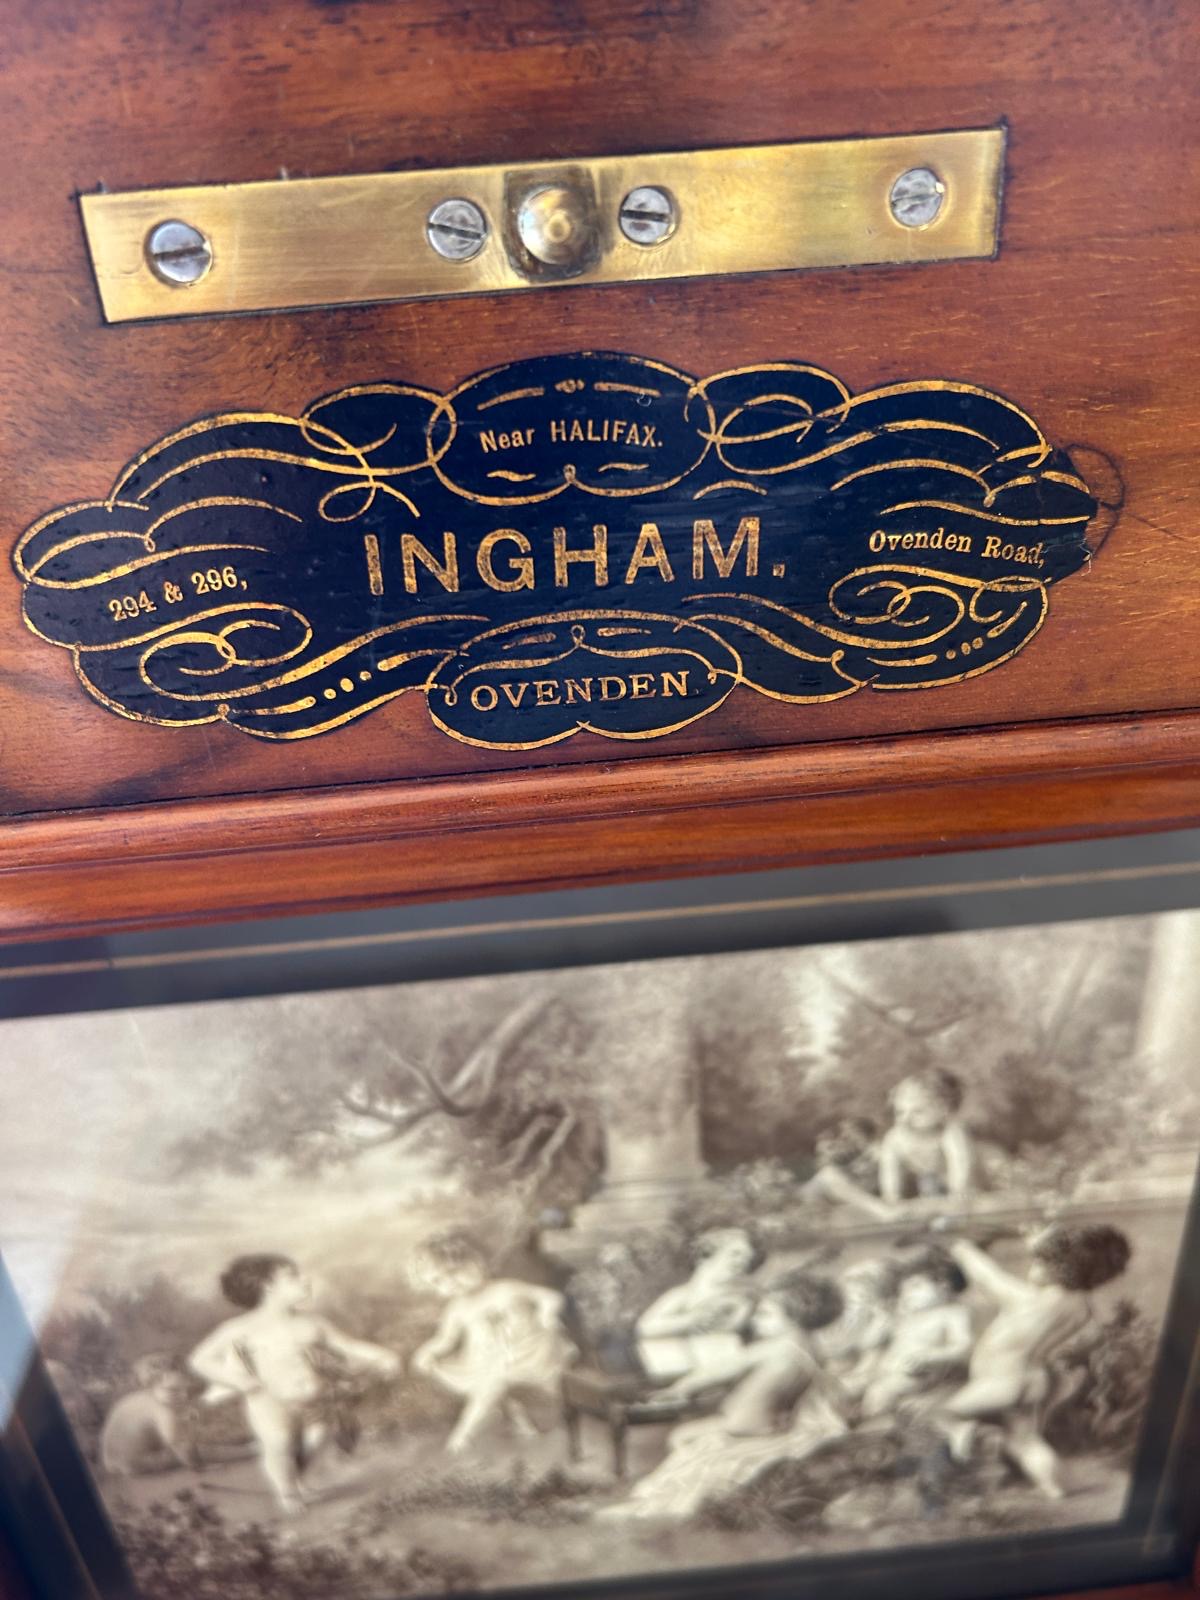 Near HALIFAX.
INGHAM.
294 & 296,
Ovenden Road,
OVENDEN